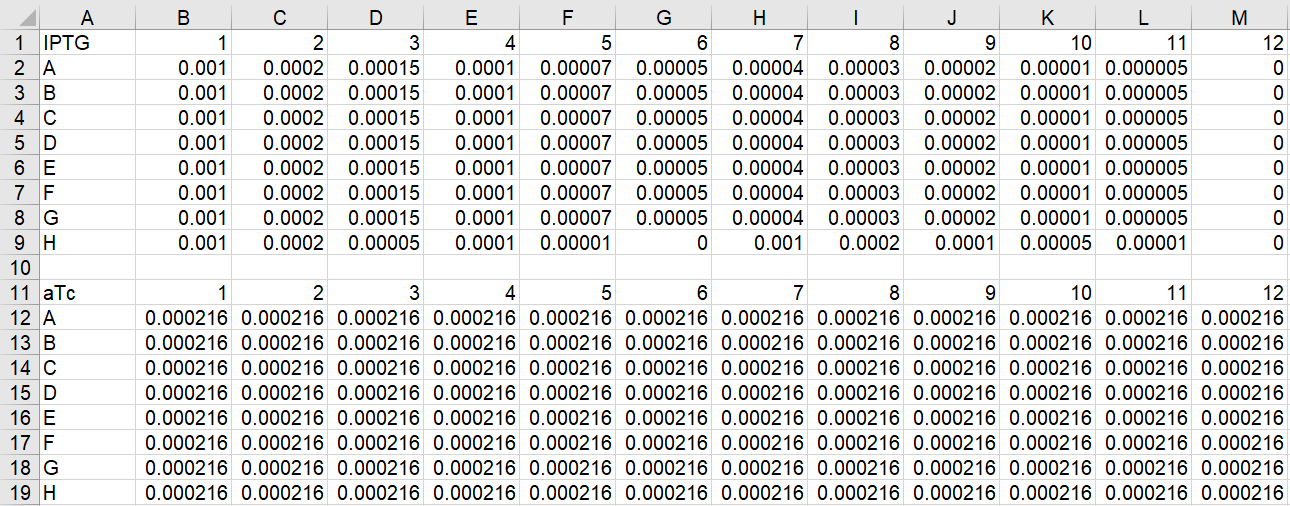 A B C D E F G H I J K L M
1 IPTG 1 2 3 4 5 6 7 8 9 10 11 12
2 A 0.001 0.0002 0.00015 0.0001 0.00007 0.00005 0.00004 0.00003 0.00002 0.00001 0.000005 0
3 B 0.001 0.0002 0.00015 0.0001 0.00007 0.00005 0.00004 0.00003 0.00002 0.00001 0.000005 0
4 C 0.001 0.0002 0.00015 0.0001 0.00007 0.00005 0.00004 0.00003 0.00002 0.00001 0.000005 0
5 D 0.001 0.0002 0.00015 0.0001 0.00007 0.00005 0.00004 0.00003 0.00002 0.00001 0.000005 0
6 E 0.001 0.0002 0.00015 0.0001 0.00007 0.00005 0.00004 0.00003 0.00002 0.00001 0.000005 0
7 F 0.001 0.0002 0.00015 0.0001 0.00007 0.00005 0.00004 0.00003 0.00002 0.00001 0.000005 0
8 G 0.001 0.0002 0.00015 0.0001 0.00007 0.00005 0.00004 0.00003 0.00002 0.00001 0.000005 0
9 H 0.001 0.0002 0.00005 0.0001 0.00001 0 0.001 0.0002 0.0001 0.00005 0.00001 0
10
11 aTc 1 2 3 4 5 6 7 8 9 10 11 12
12 A 0.000216 0.000216 0.000216 0.000216 0.000216 0.000216 0.000216 0.000216 0.000216 0.000216 0.000216 0.000216
13 B 0.000216 0.000216 0.000216 0.000216 0.000216 0.000216 0.000216 0.000216 0.000216 0.000216 0.000216 0.000216
14 C 0.000216 0.000216 0.000216 0.000216 0.000216 0.000216 0.000216 0.000216 0.000216 0.000216 0.000216 0.000216
15 D 0.000216 0.000216 0.000216 0.000216 0.000216 0.000216 0.000216 0.000216 0.000216 0.000216 0.000216 0.000216
16 E 0.000216 0.000216 0.000216 0.000216 0.000216 0.000216 0.000216 0.000216 0.000216 0.000216 0.000216 0.000216
17 F 0.000216 0.000216 0.000216 0.000216 0.000216 0.000216 0.000216 0.000216 0.000216 0.000216 0.000216 0.000216
18 G 0.000216 0.000216 0.000216 0.000216 0.000216 0.000216 0.000216 0.000216 0.000216 0.000216 0.000216 0.000216
19 H 0.000216 0.000216 0.000216 0.000216 0.000216 0.000216 0.000216 0.000216 0.000216 0.000216 0.000216 0.000216